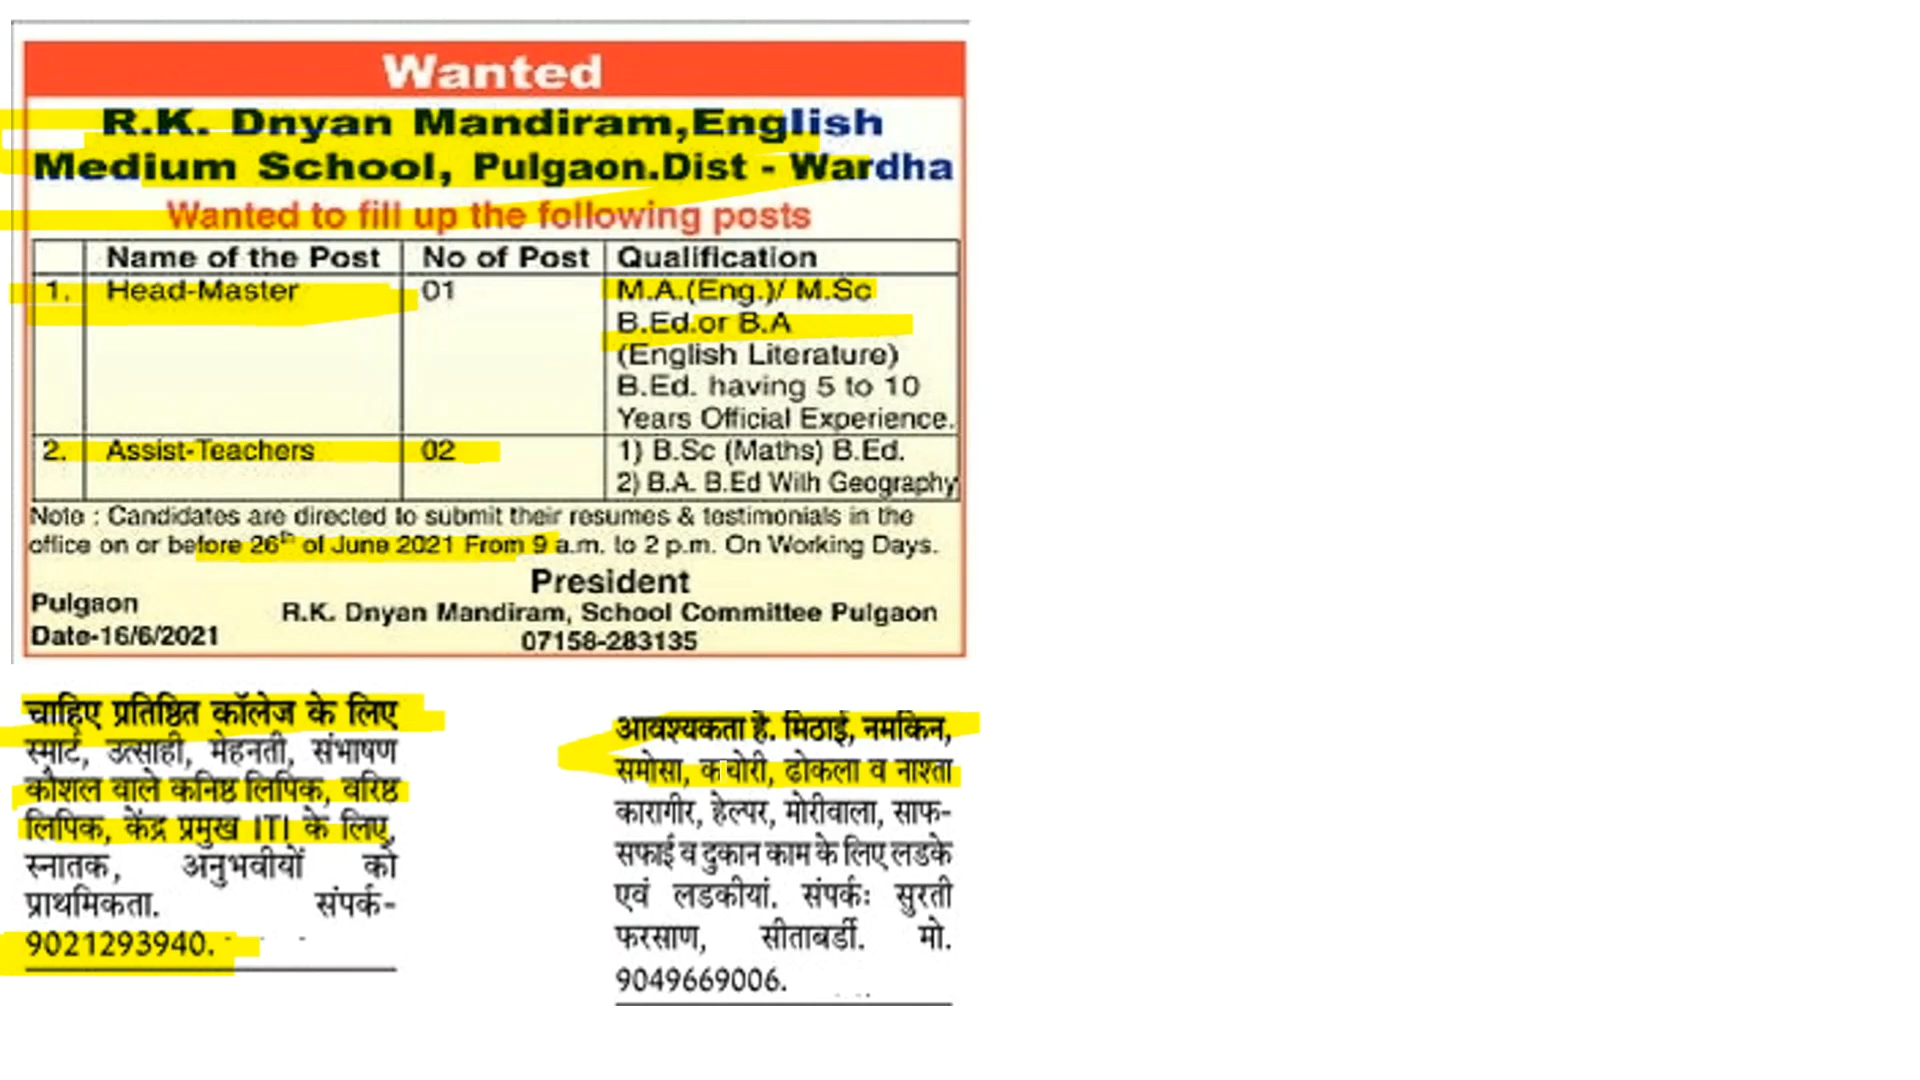 Wanted
R.K. Dnyan Mandiram,English
Medium School, Pulgaon.Dist - Wardha
Wanted to fill up the following posts
Name of the Post No of Post Qualification
1. Head-Master 01 M.A.(Eng.)/ M.Sc
B.Ed.or B.A
(English Literature)
B.Ed. having 5 to 10
Years Official Experience.
2. Assist-Teachers 02 1) B.Sc (Maths) B.Ed.
2) B.A. B.Ed With Geography
Note : Candidates are directed to submit their resumes & testimonials in the
office on or before 26th of June 2021 From 9 a.m. to 2 p.m. On Working Days.
President
Pulgaon R.K. Dnyan Mandiram, School Committee Pulgaon
Date-16/6/2021 07158-283135
चाहिए प्रतिष्ठित कॉलेज के लिए
स्मार्ट, उत्साही, मेहनती, संभाषण
कौशल वाले कनिष्ठ लिपिक, वरिष्ठ
लिपिक, केंद्र प्रमुख ITI के लिए,
स्नातक, अनुभवीयों को
प्राथमिकता. संपर्क-
9021293940.
आवश्यकता है. मिठाई, नमकिन,
समोसा, कचोरी, ढोकला व नाश्ता
कारागीर, हेल्पर, मोरीवाला, साफ-
सफाई व दुकान काम के लिए लडके
एवं लडकीयां. संपर्कः सुरती
फरसाण, सीताबर्डी. मो.
9049669006.